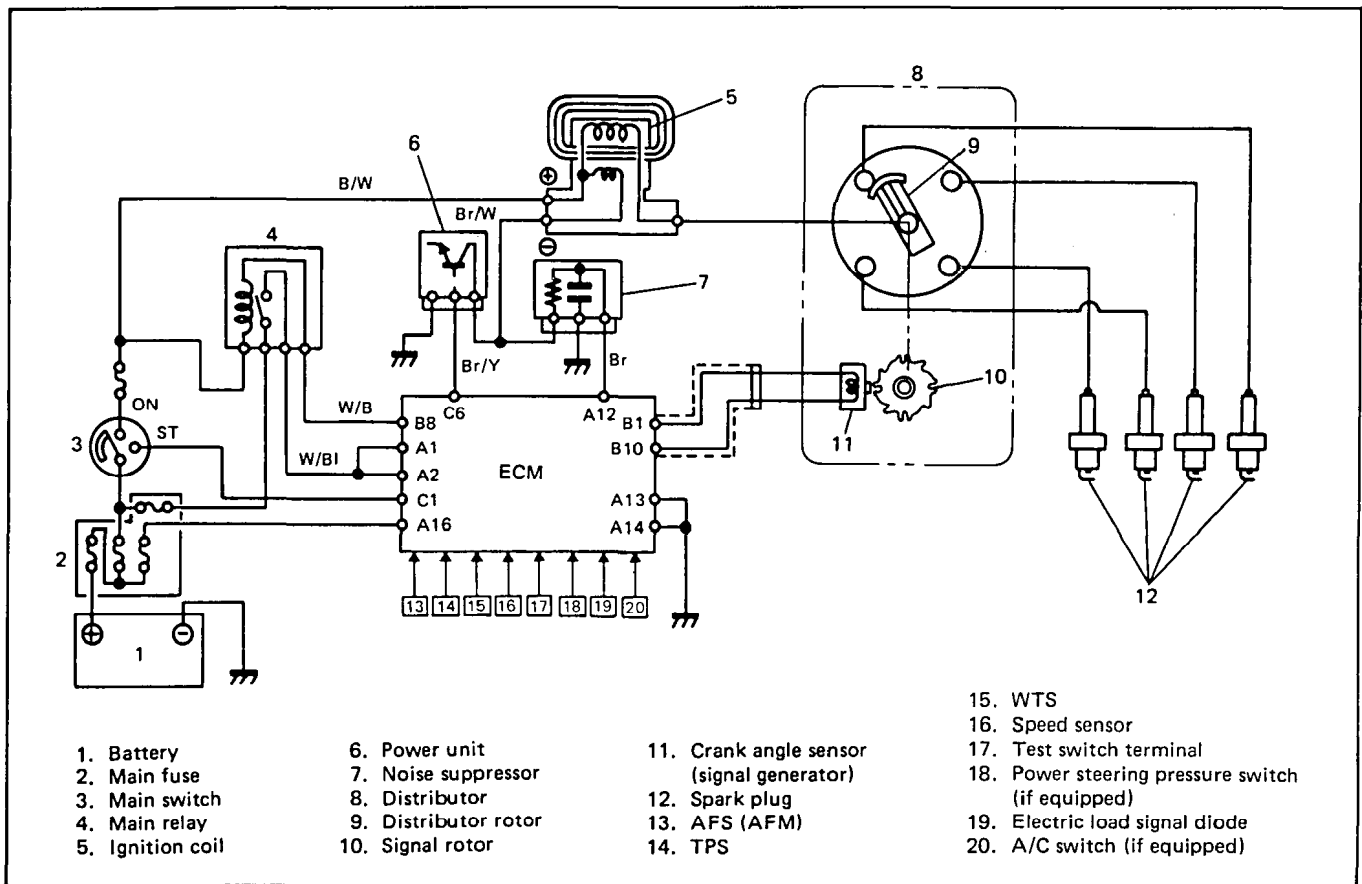 8
5
6
9
B/W
⊕
Br/W
4
⊖
7
Br/Y
Br
10
11
ON
ST
3
W/B
C6
A12
B8
B1
A1
B10
W/Bl
A2
ECM
C1
A13
A16
A14
2
13
14
15
16
17
18
19
20
12
⊕
⊖
1
1. Battery
2. Main fuse
3. Main switch
4. Main relay
5. Ignition coil
6. Power unit
7. Noise suppressor
8. Distributor
9. Distributor rotor
10. Signal rotor
11. Crank angle sensor
(signal generator)
12. Spark plug
13. AFS (AFM)
14. TPS
15. WTS
16. Speed sensor
17. Test switch terminal
18. Power steering pressure switch
(if equipped)
19. Electric load signal diode
20. A/C switch (if equipped)